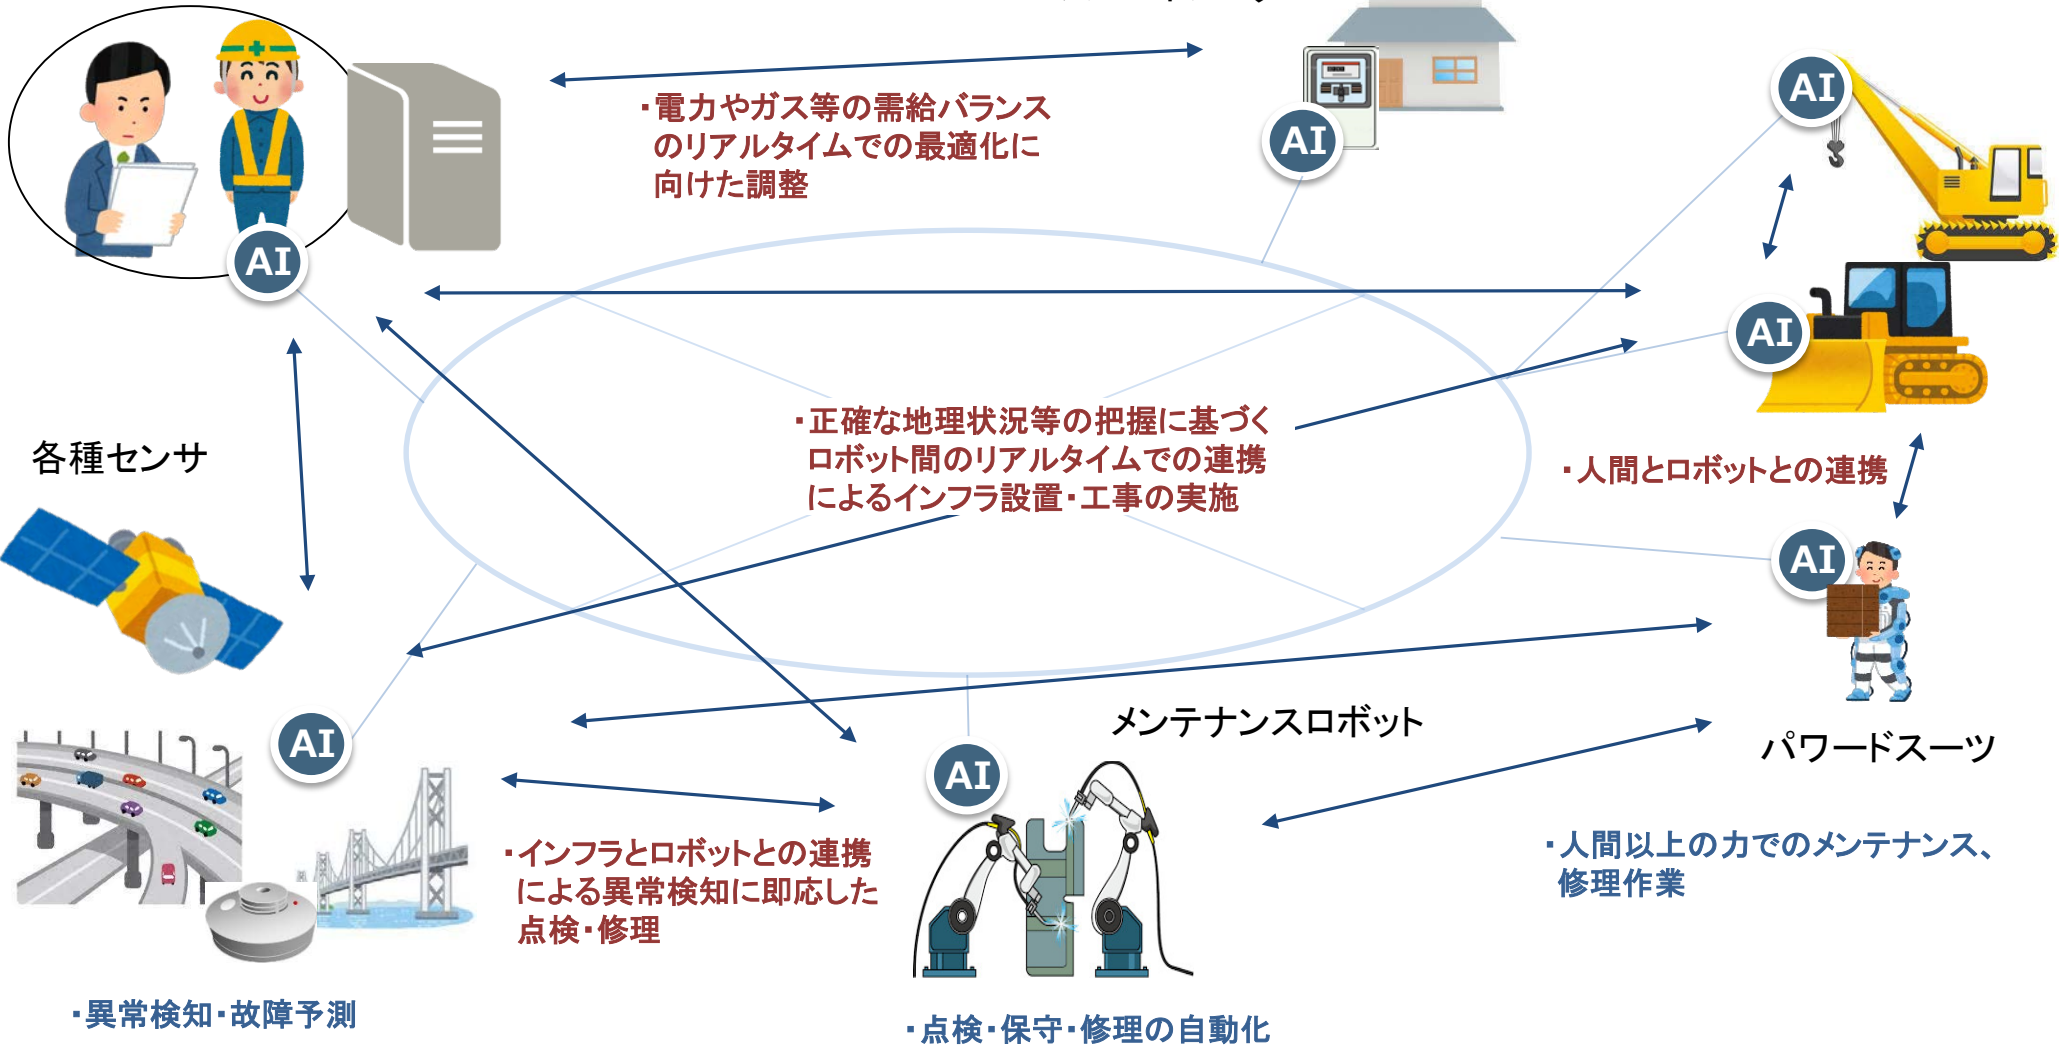 ・電力やガス等の需給バランス
のリアルタイムでの最適化に
向けた調整
AI
AI
AI
AI
各種センサ
・正確な地理状況等の把握に基づく
ロボット間のリアルタイムでの連携
によるインフラ設置・工事の実施
・人間とロボットとの連携
AI
メンテナンスロボット
パワードスーツ
AI
AI
・インフラとロボットとの連携
による異常検知に即応した
点検・修理
・人間以上の力でのメンテナンス、
修理作業
・異常検知・故障予測
・点検・保守・修理の自動化